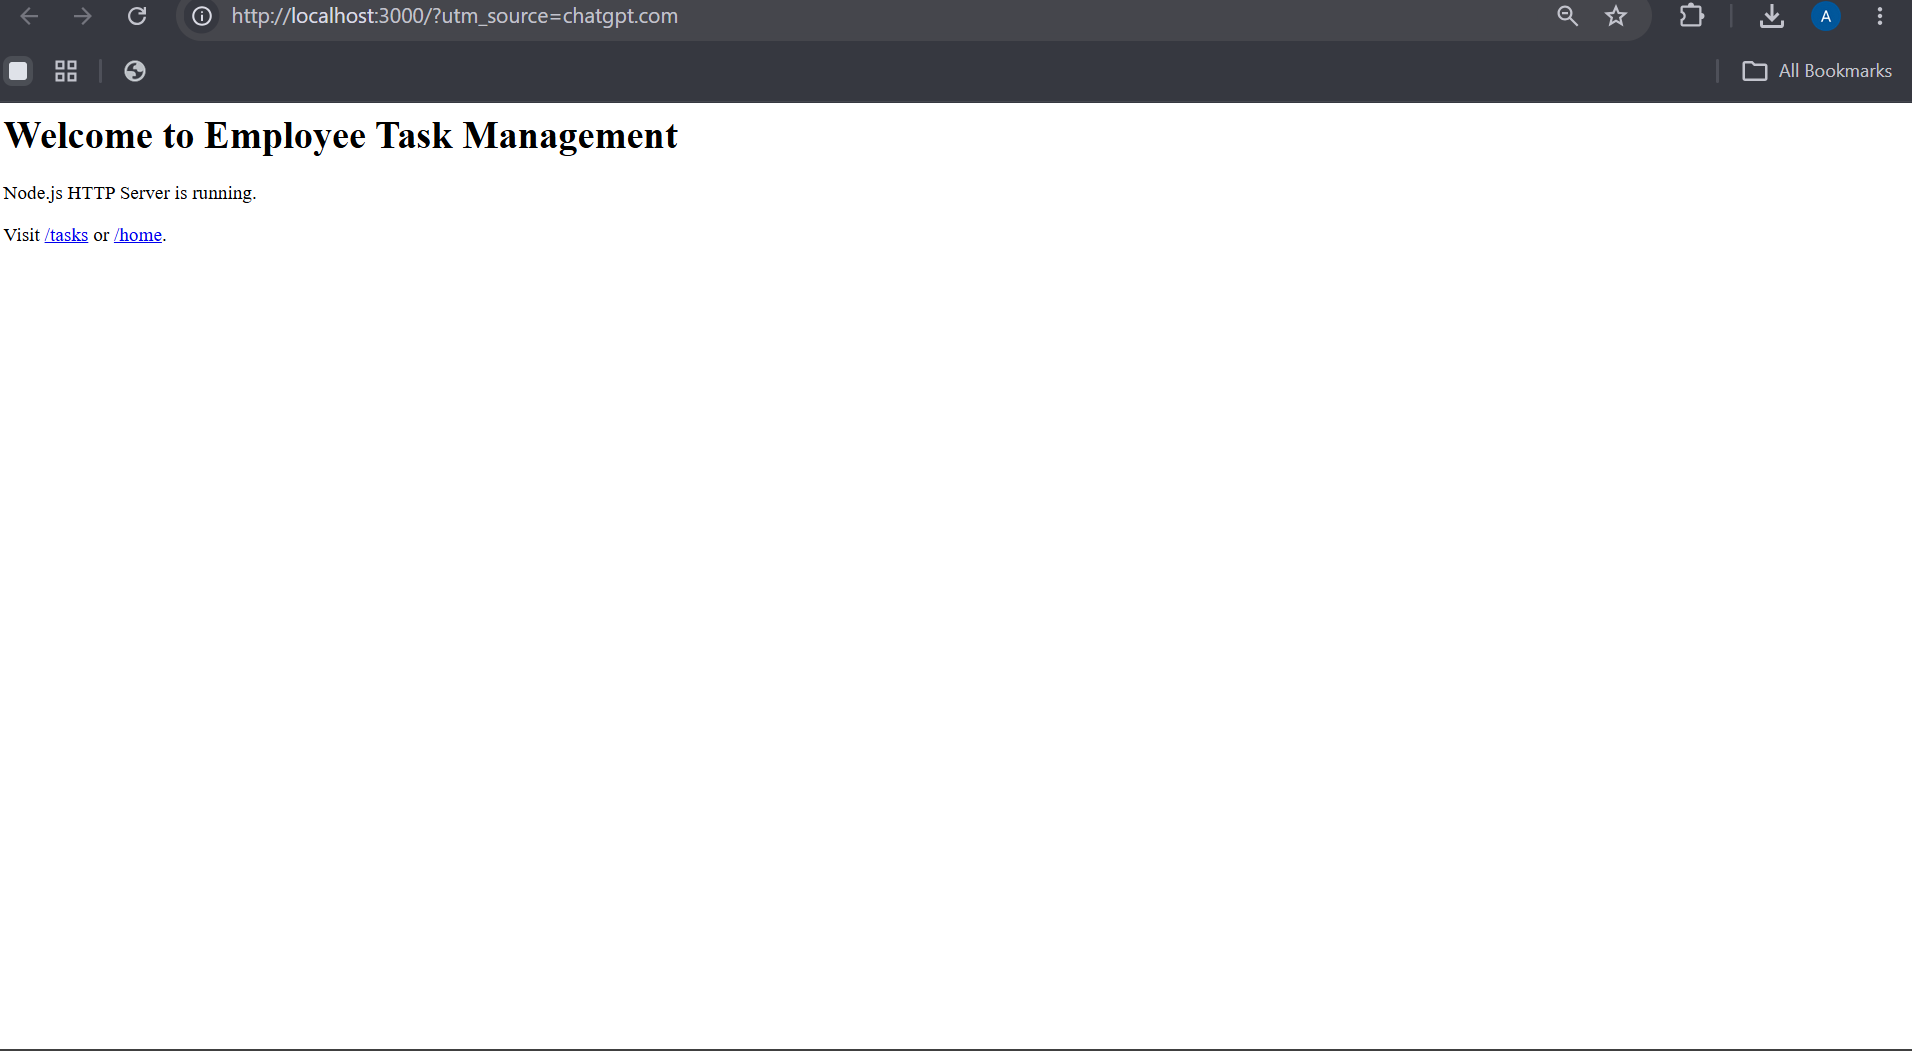 http://localhost:3000/?utm_source=chatgpt.com
A
All Bookmarks
Welcome to Employee Task Management
Node.js HTTP Server is running.
Visit /tasks or /home.